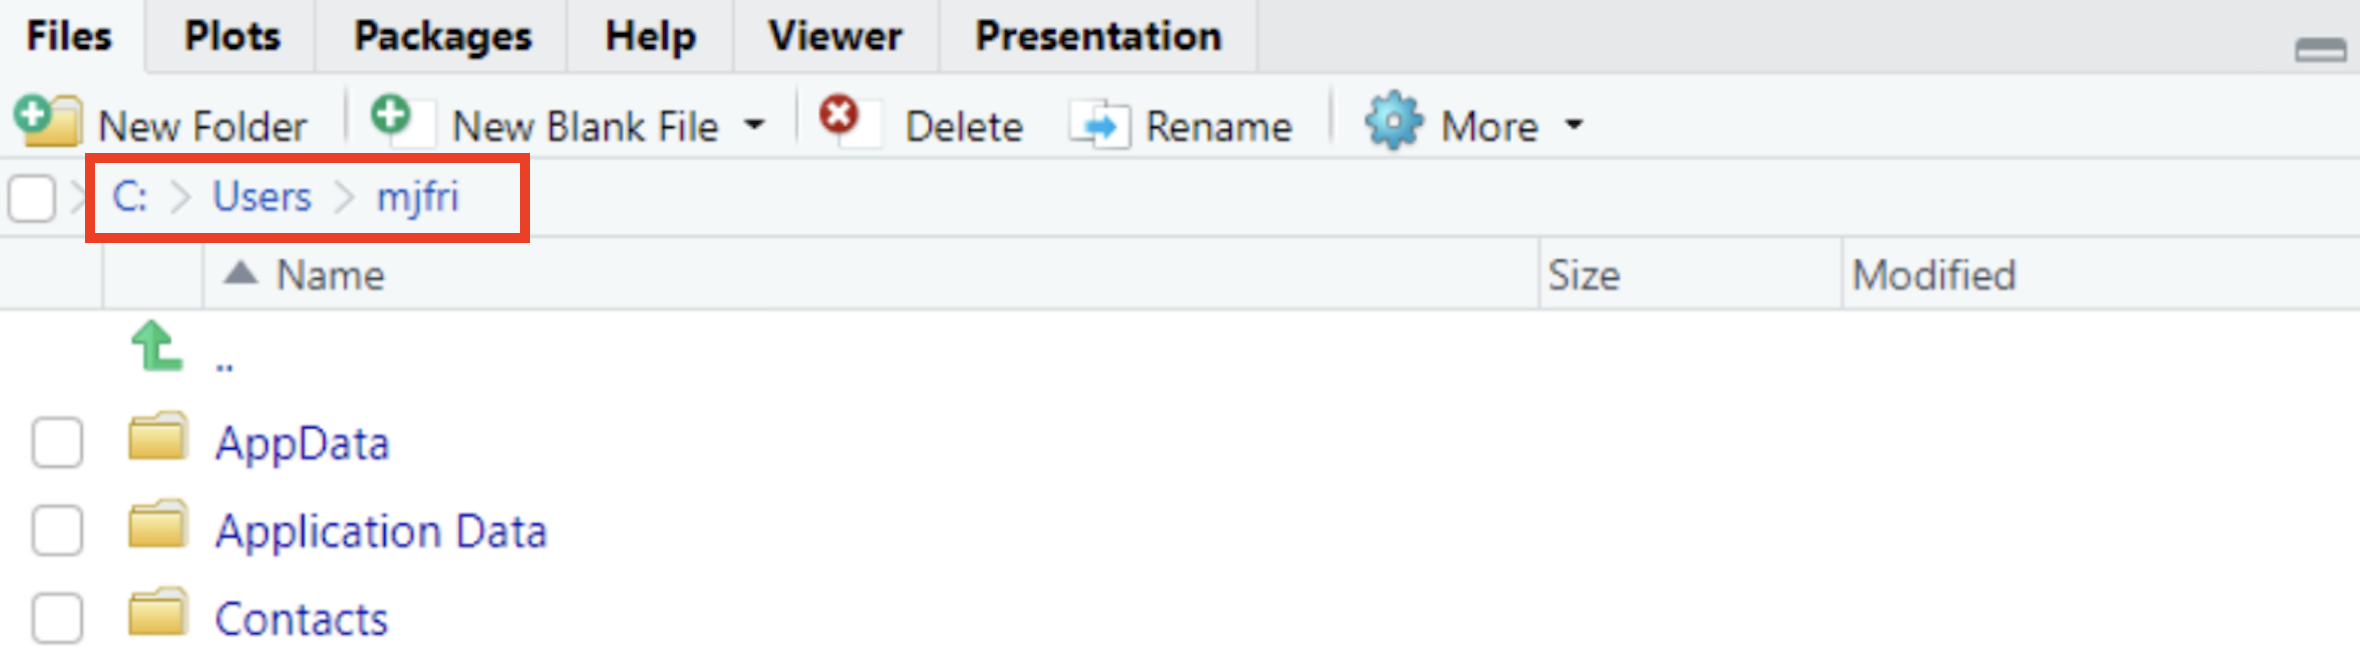 Files Plots Packages Help Viewer Presentation
New Folder New Blank File Delete Rename More
C: Users mjfri
Name Size Modified
..
AppData
Application Data
Contacts